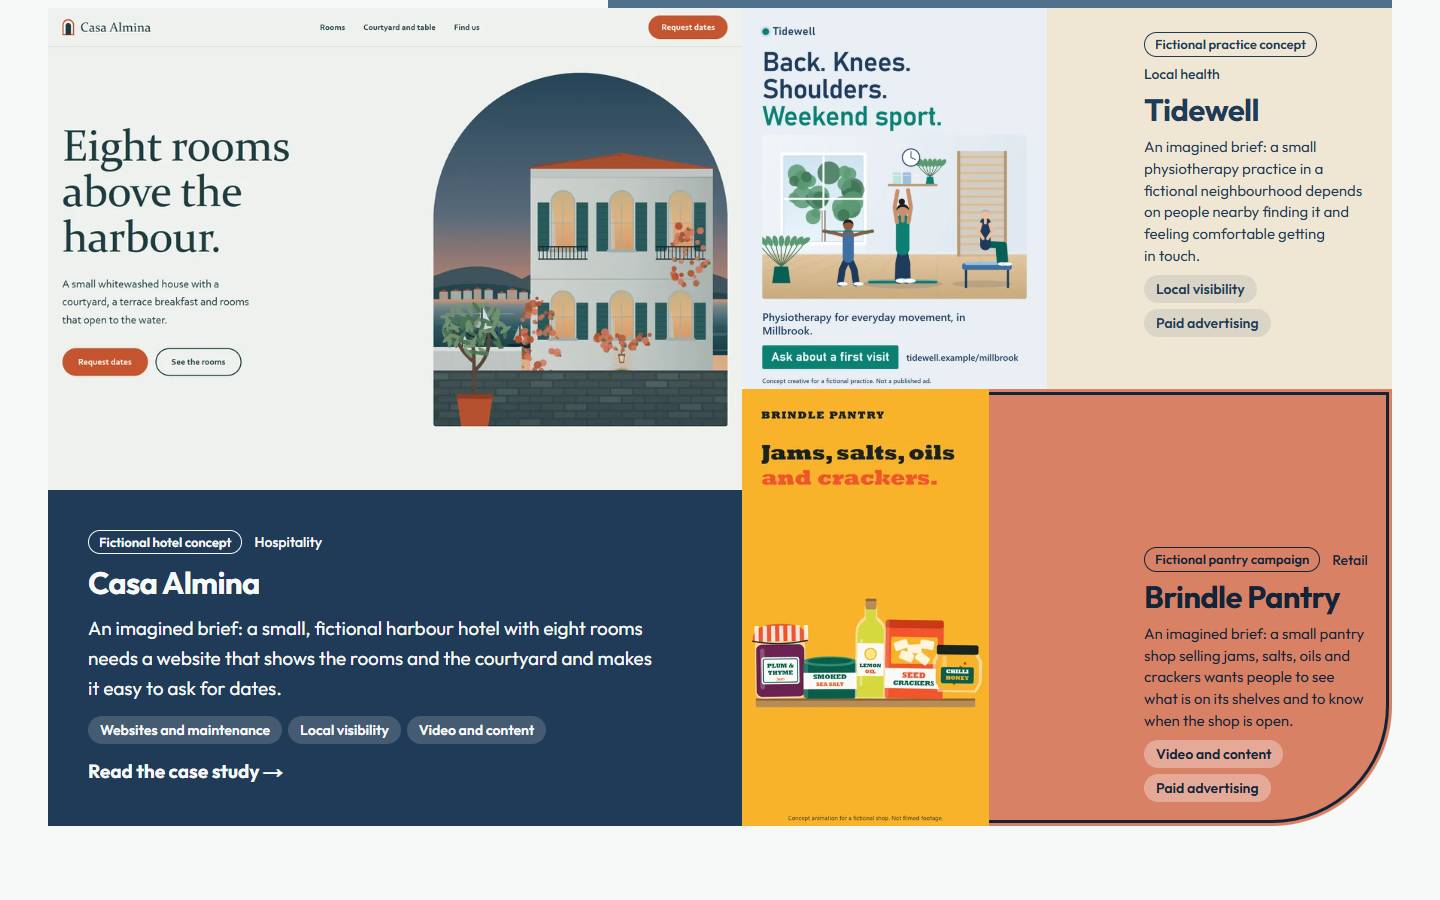 Casa Almina
Rooms
Courtyard and table
Find us
Request dates
Eight rooms
above the
harbour.
A small whitewashed house with a
courtyard, a terrace breakfast and rooms
that open to the water.
Request dates
See the rooms
Fictional hotel concept
Hospitality
Casa Almina
An imagined brief: a small, fictional harbour hotel with eight rooms
needs a website that shows the rooms and the courtyard and makes
it easy to ask for dates.
Websites and maintenance
Local visibility
Video and content
Read the case study →
Tidewell
Back. Knees.
Shoulders.
Weekend sport.
Physiotherapy for everyday movement, in
Millbrook.
Ask about a first visit
tidewell.example/millbrook
Concept creative for a fictional practice. Not a published ad.
Fictional practice concept
Local health
Tidewell
An imagined brief: a small
physiotherapy practice in a
fictional neighbourhood depends
on people nearby finding it and
feeling comfortable getting
in touch.
Local visibility
Paid advertising
BRINDLE PANTRY
Jams, salts, oils
and crackers.
PLUM &
THYME
Jam
SMOKED
SEA SALT
LEMON
OIL
SEED
CRACKERS
CHILLI
HONEY
Concept animation for a fictional shop. Not filmed footage.
Fictional pantry campaign
Retail
Brindle Pantry
An imagined brief: a small pantry
shop selling jams, salts, oils and
crackers wants people to see
what is on its shelves and to know
when the shop is open.
Video and content
Paid advertising